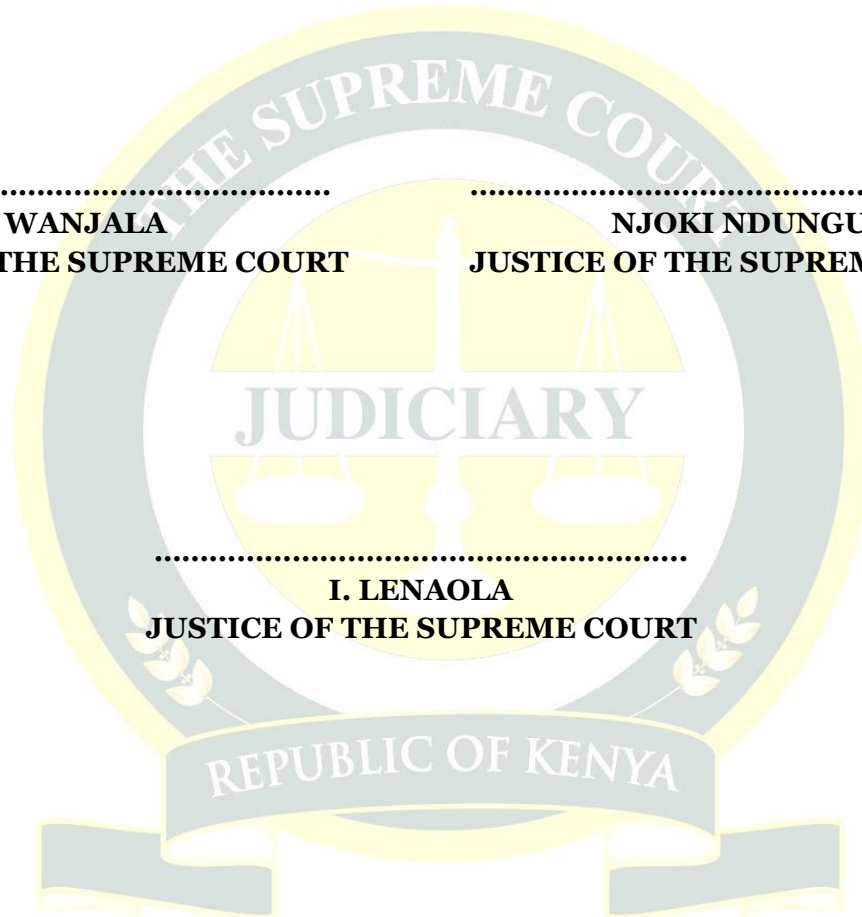 THE SUPREME COURT
.................................... ..........................................
WANJALA NJOKI NDUNGU
THE SUPREME COURT JUSTICE OF THE SUPREM
JUDICIARY
..........................................................
I. LENAOLA
JUSTICE OF THE SUPREME COURT
REPUBLIC OF KENYA